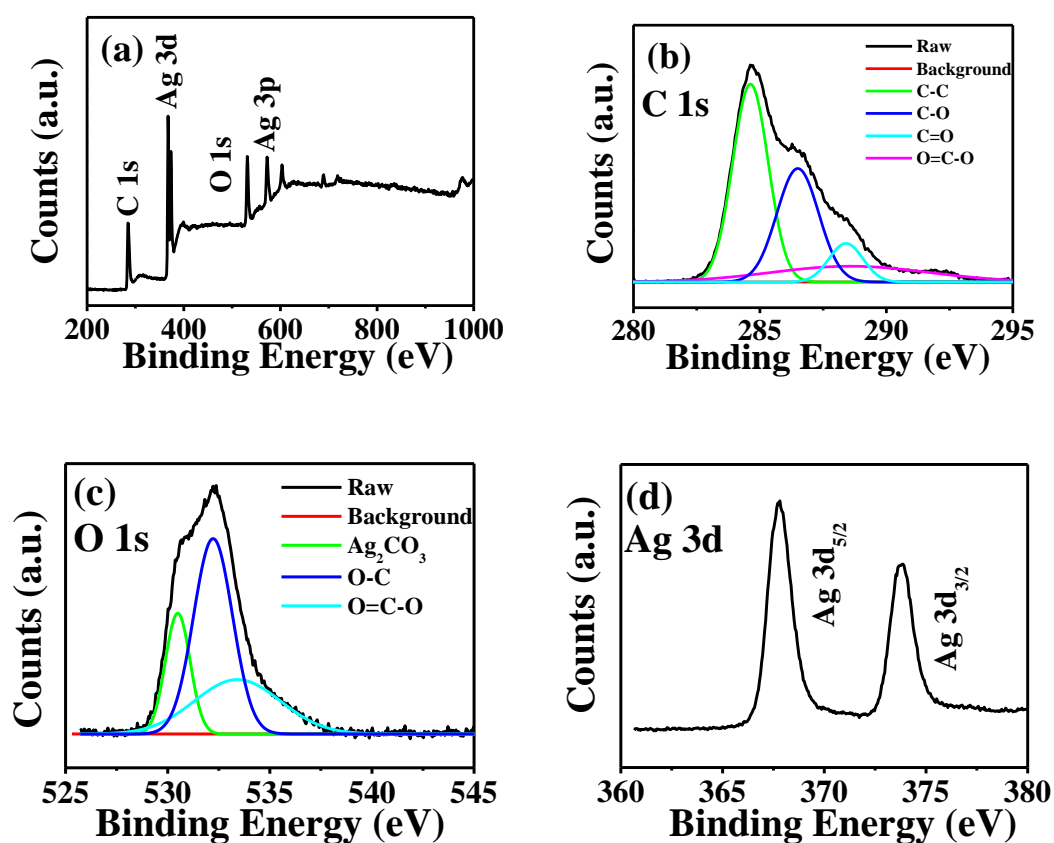 (a)
C 1s
Ag 3d
O 1s
Ag 3p
Counts (a.u.)
200 400 600 800 1000
Binding Energy (eV)
(b)
C 1s
Raw
Background
C-C
C-O
C=O
O=C-O
Counts (a.u.)
280 285 290 295
Binding Energy (eV)
(c)
O 1s
Raw
Background
Ag₂CO₃
O-C
O=C-O
Counts (a.u.)
525 530 535 540 545
Binding Energy (eV)
(d)
Ag 3d
Ag 3d₅/₂
Ag 3d₃/₂
Counts (a.u.)
360 365 370 375 380
Binding Energy (eV)